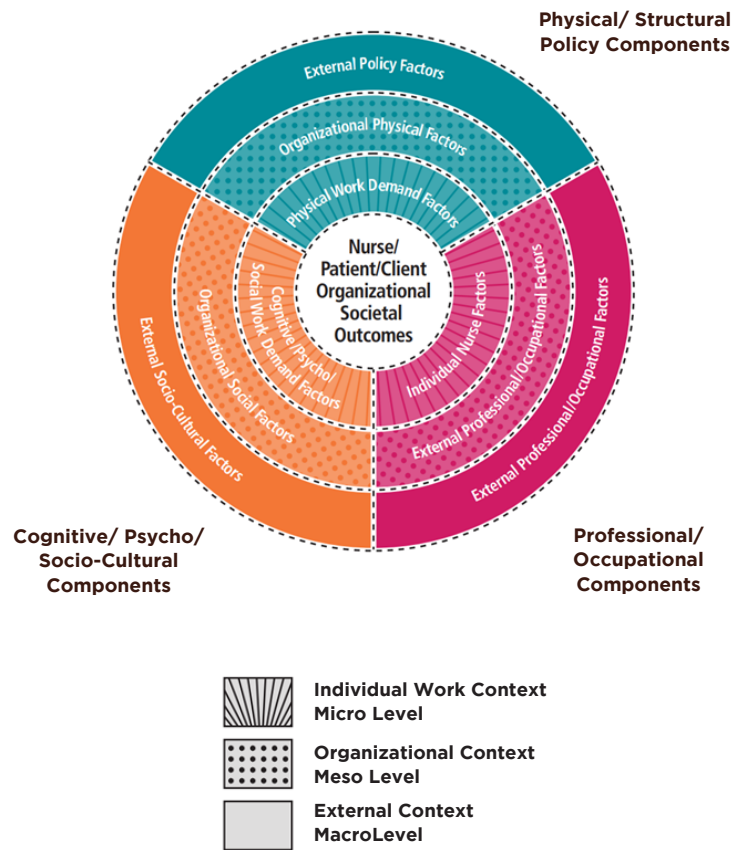 Physical/ Structural
Policy Components
External Policy Factors
Organizational Physical Factors
Physical Work Demand Factors
Nurse/
Patient/Client
Organizational
Societal
Outcomes
Cognitive/Psycho/
Social Work Demand Factors
Organizational Social Factors
External Socio-Cultural Factors
Individual Nurse Factors
External Professional/Occupational Factors
External Professional/Occupational Factors
Cognitive/ Psycho/
Socio-Cultural
Components
Professional/
Occupational
Components
Individual Work Context
Micro Level
Organizational Context
Meso Level
External Context
MacroLevel